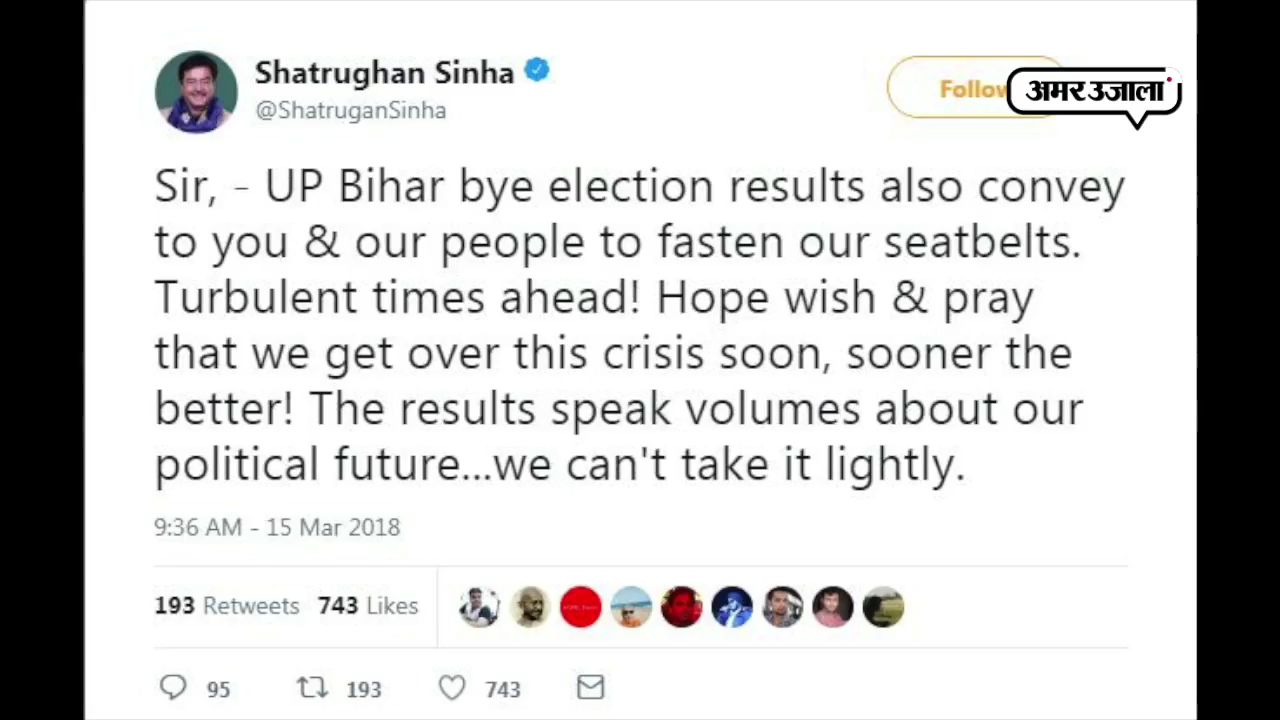 Shatrughan Sinha
@ShatruganSinha
Follow
अमर उजाला
Sir, - UP Bihar bye election results also convey
to you & our people to fasten our seatbelts.
Turbulent times ahead! Hope wish & pray
that we get over this crisis soon, sooner the
better! The results speak volumes about our
political future...we can't take it lightly.
9:36 AM - 15 Mar 2018
193 Retweets 743 Likes
95 193 743